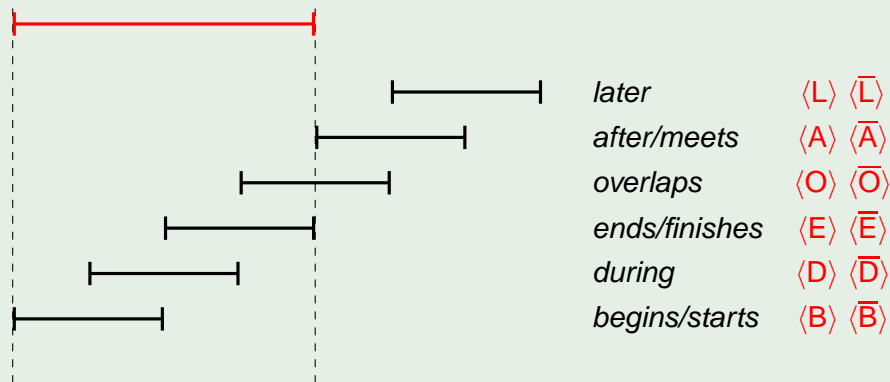 later ⟨L⟩ ⟨L̅⟩
after/meets ⟨A⟩ ⟨A̅⟩
overlaps ⟨O⟩ ⟨O̅⟩
ends/finishes ⟨E⟩ ⟨E̅⟩
during ⟨D⟩ ⟨D̅⟩
begins/starts ⟨B⟩ ⟨B̅⟩